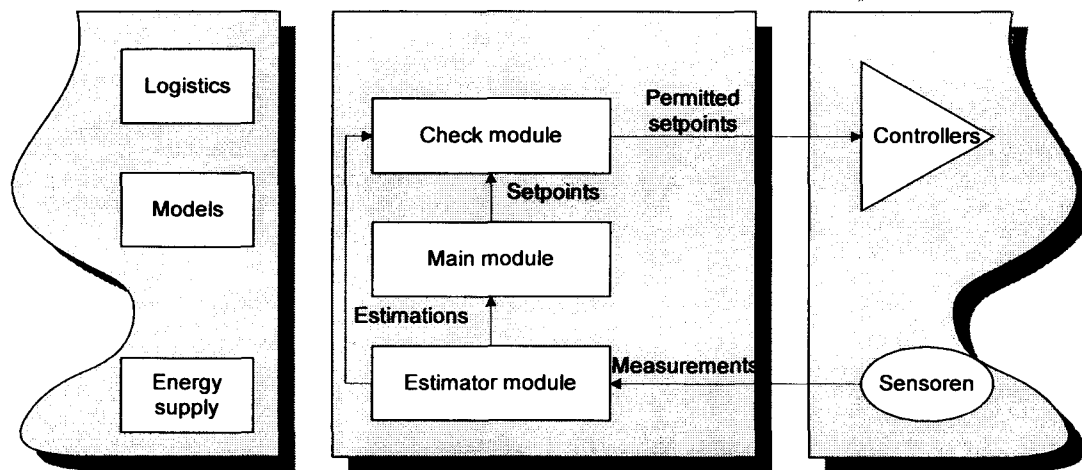 Logistics
Models
Energy
supply
Check module
Setpoints
Main module
Estimations
Estimator module
Permitted
setpoints
Measurements
Controllers
Sensoren